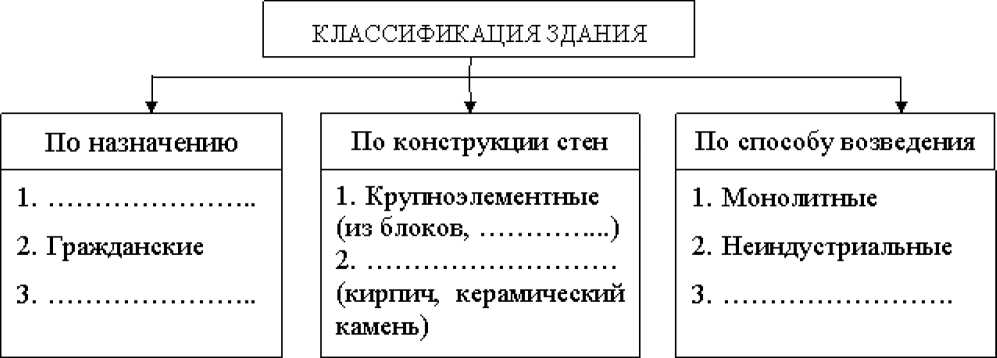 КЛАССИФИКАЦИЯ ЗДАНИЯ
По назначению
1. ……………………..
2. Гражданские
3. ……………………..
По конструкции стен
1. Крупноэлементные
(из блоков, …………....)
2. …………………………
(кирпич, керамический
камень)
По способу возведения
1. Монолитные
2. Неиндустриальные
3. ……………………….